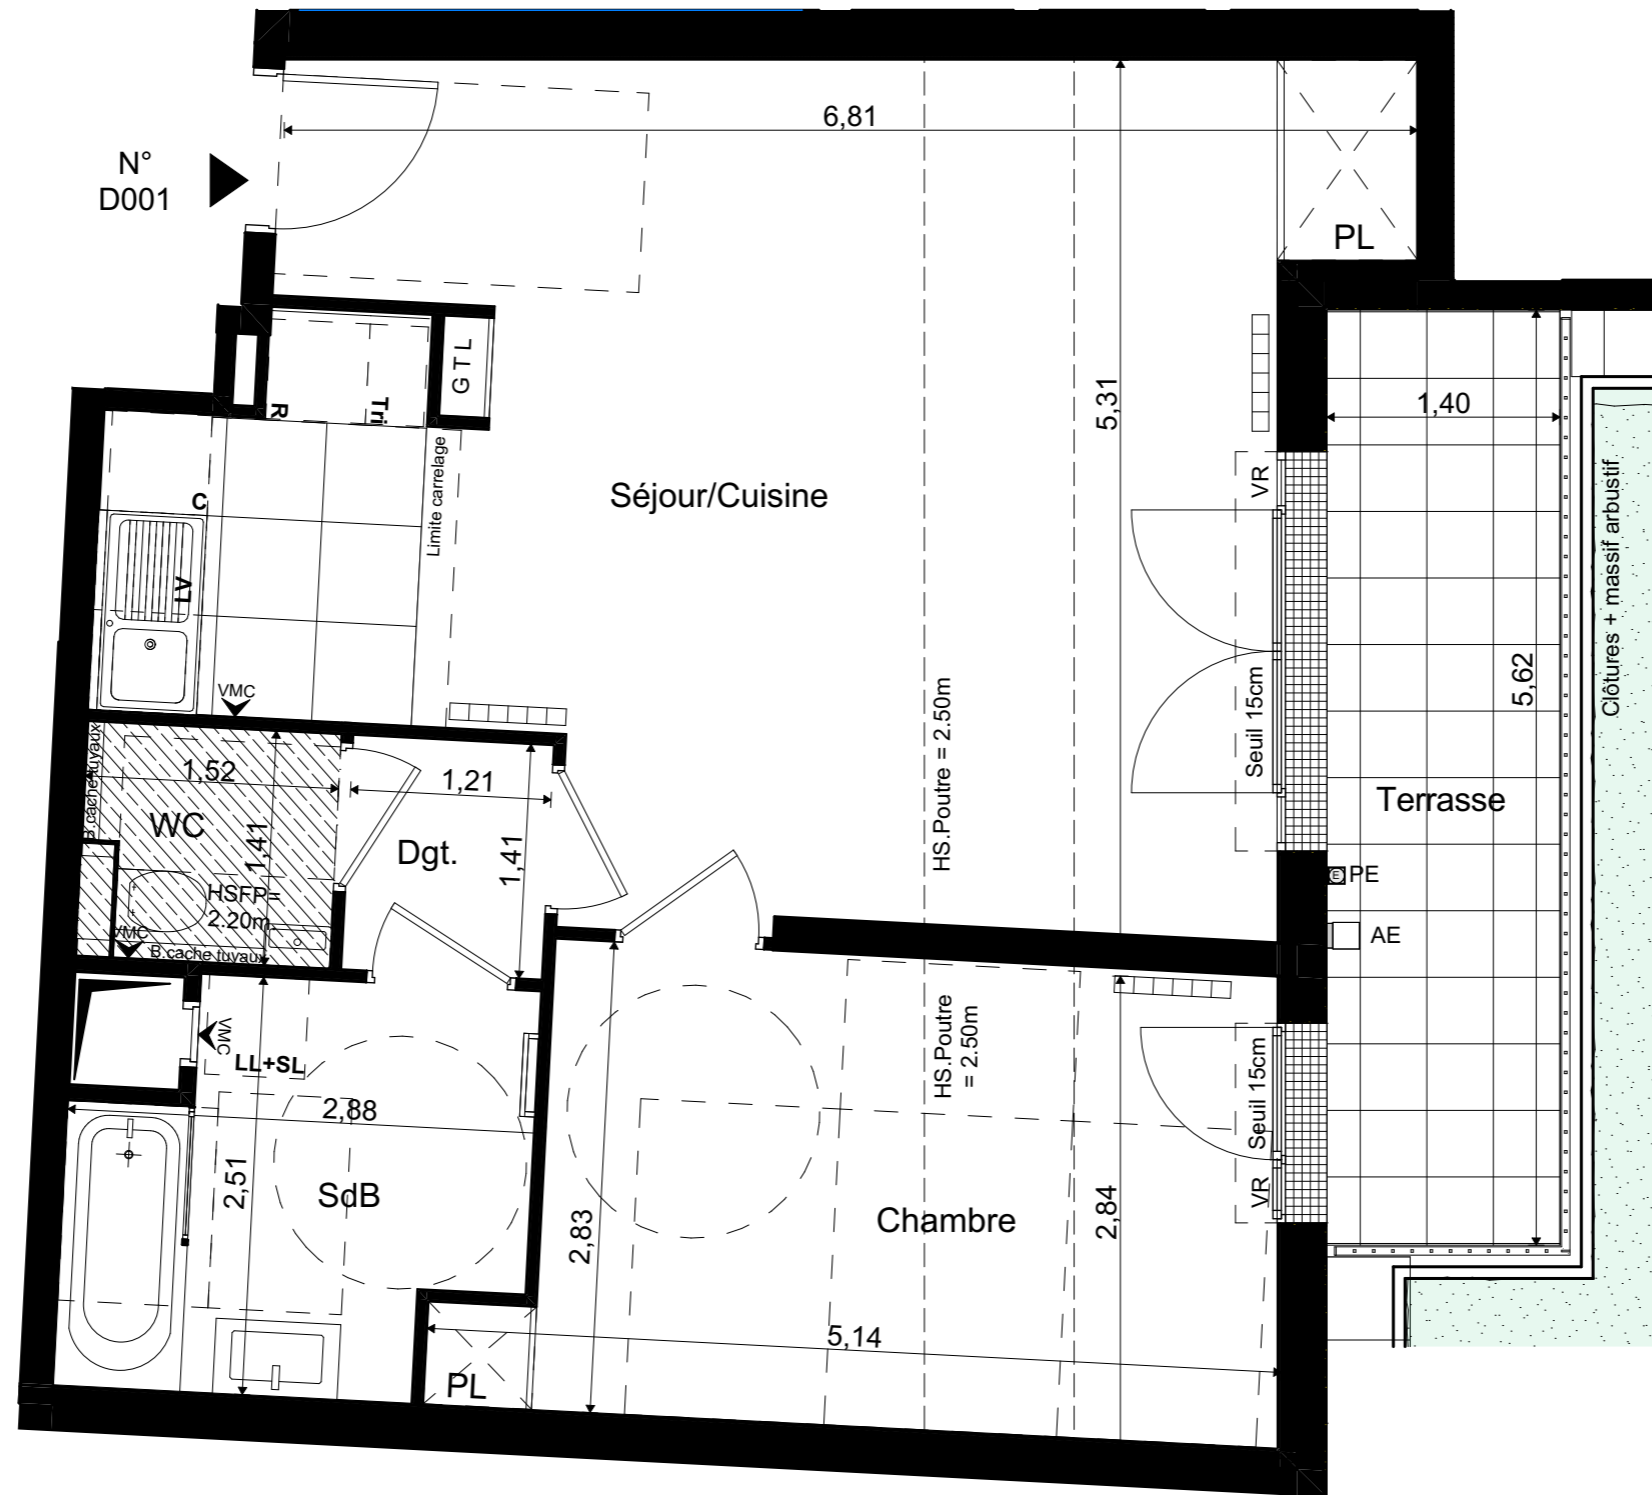 6,81
N°
D001
PL
GTL
R
Tri
5,31
1,40
Limite carrelage
Séjour/Cuisine
VR
Clôtures + massif arbustif
C
LV
5,62
Seuil 15cm
HS.Poutre = 2.50m
VMC
B.cache tuyaux
1,52
1,21
Terrasse
WC
1,41
Dgt.
1,41
HSFP=
2.20m
PE
E
AE
VMC
B.cache tuyaux
HS.Poutre
= 2.50m
VMC
LL+SL
Seuil 15cm
2,88
2,51
SdB
2,83
Chambre
2,84
VR
5,14
PL